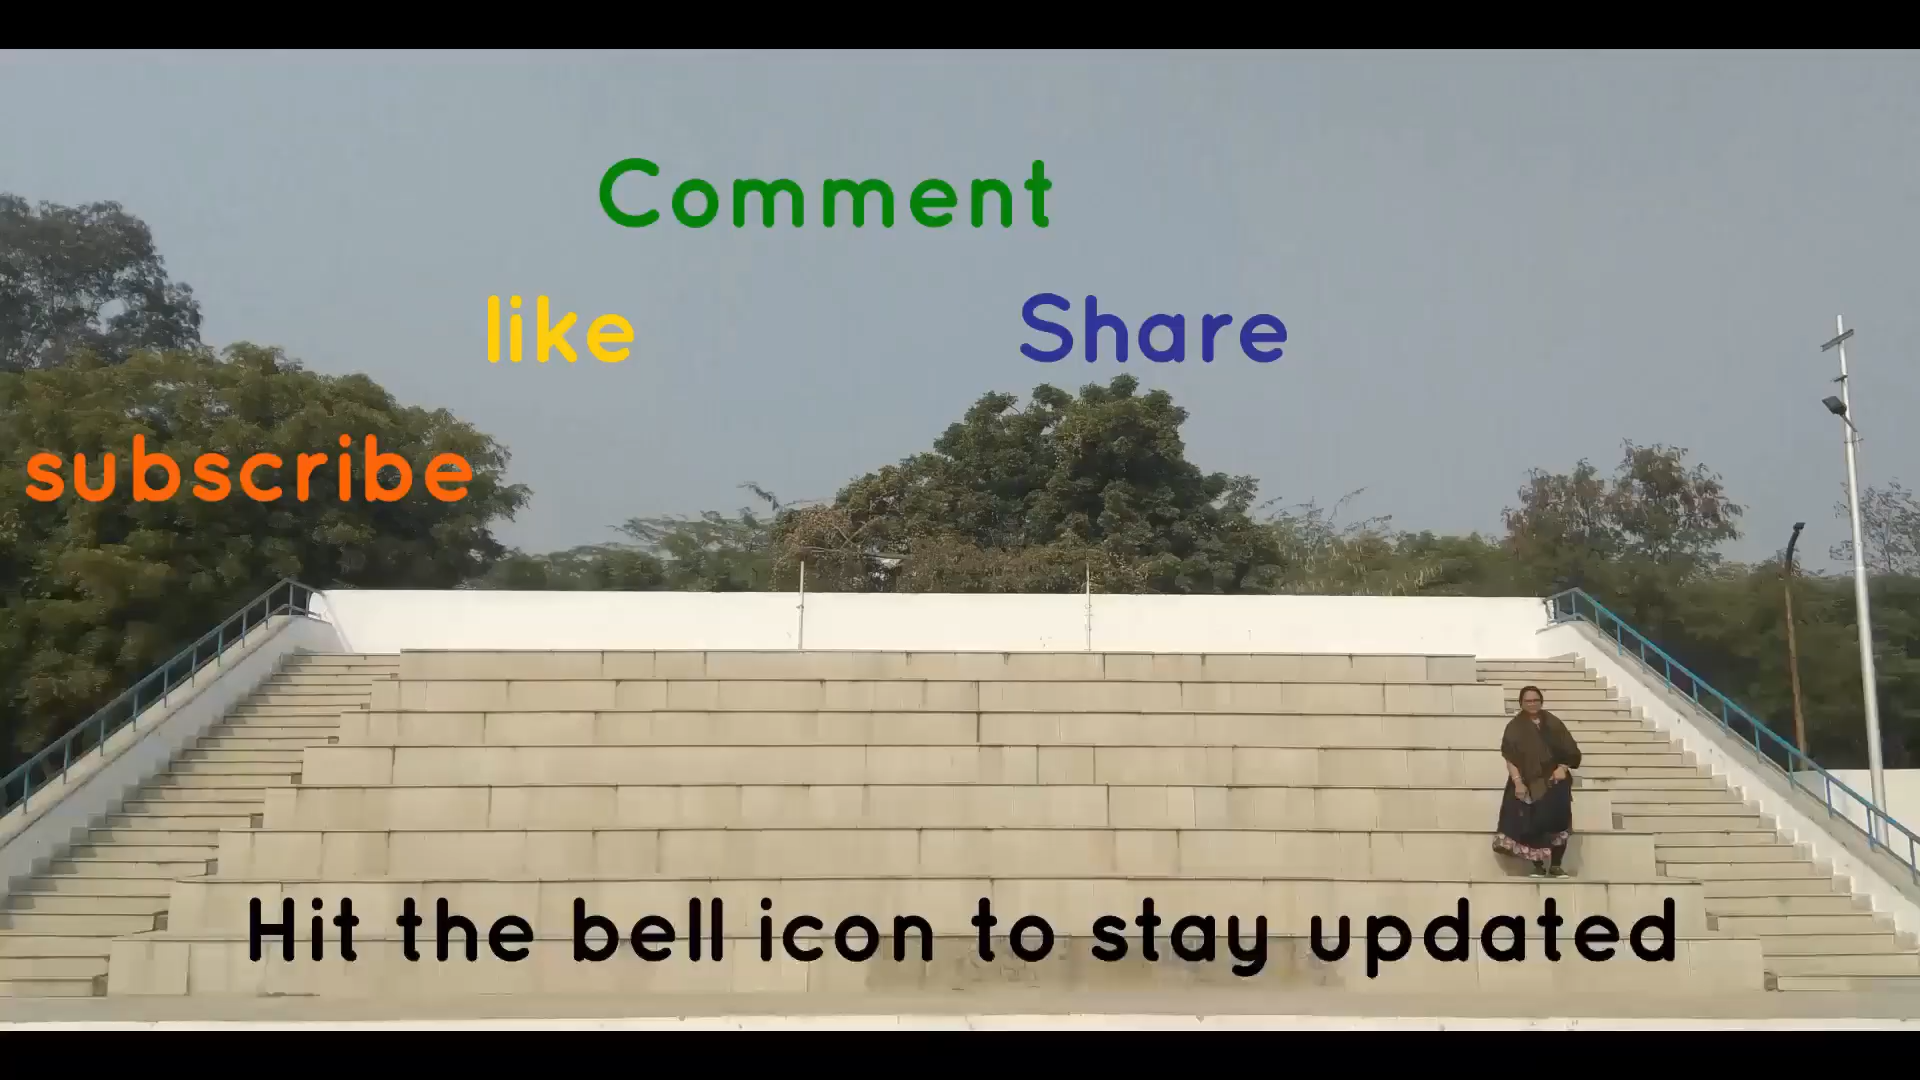 Comment
like
Share
subscribe
Hit the bell icon to stay updated